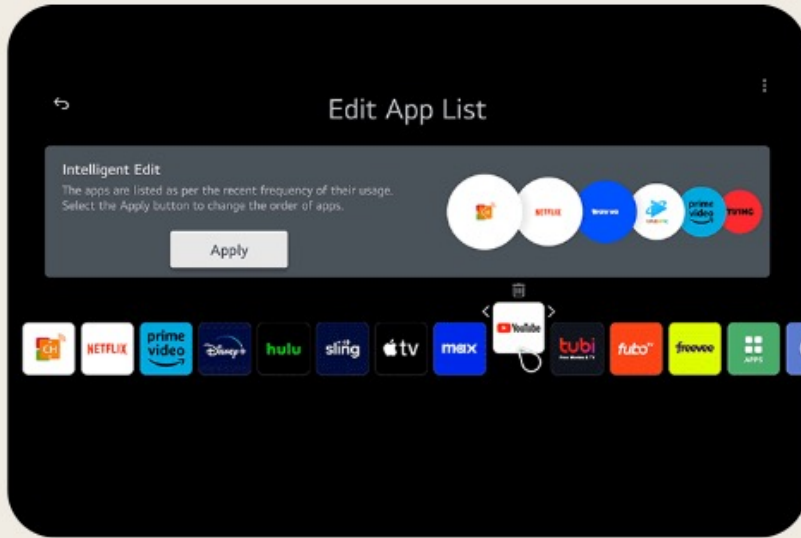 Edit App List
Intelligent Edit
The apps are listed as per the recent frequency of their usage.
Select the Apply button to change the order of apps.
Apply
CH
NETFLIX
prime video
TVING
CH
NETFLIX
prime video
Disney+
hulu
sling
tv
max
YouTube
tubi
fubo
freevee
APPS